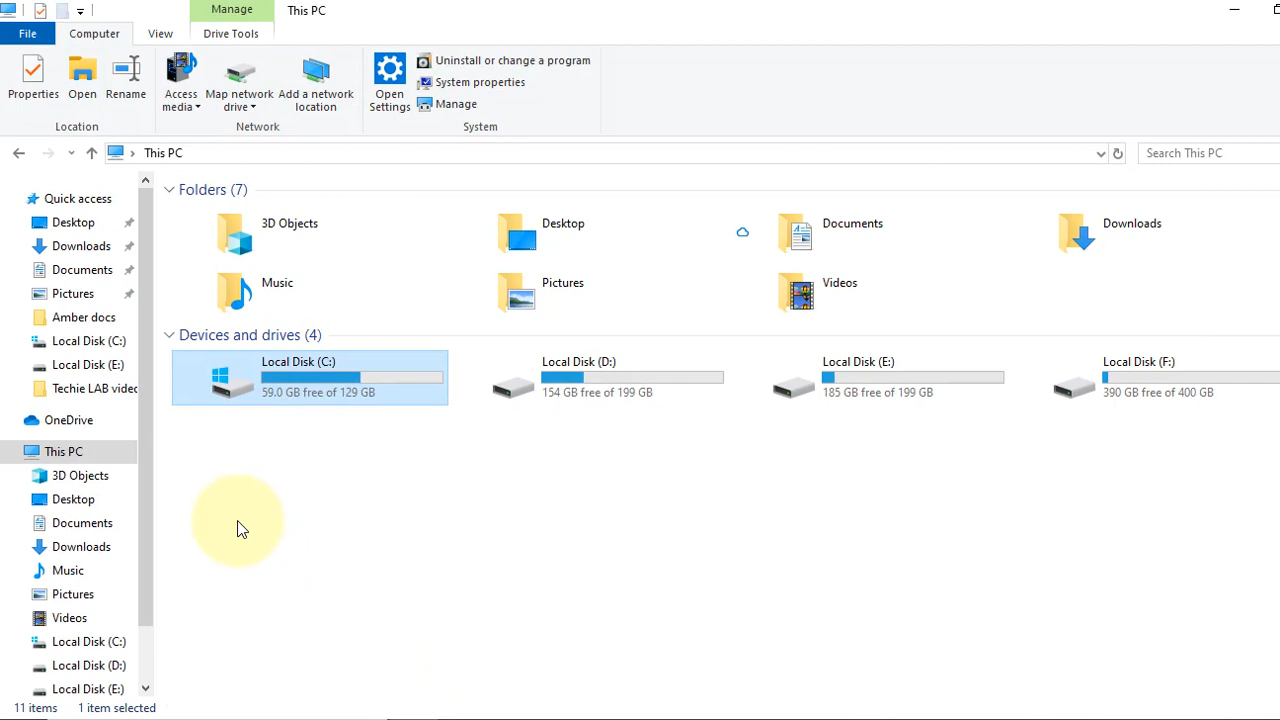 Manage
This PC
File
Computer
View
Drive Tools
Properties
Open
Rename
Access media
Map network drive
Add a network location
Open Settings
Uninstall or change a program
System properties
Manage
Location
Network
System
This PC
Search This PC
Quick access
Desktop
Downloads
Documents
Pictures
Amber docs
Local Disk (C:)
Local Disk (E:)
Techie LAB videc
OneDrive
This PC
3D Objects
Desktop
Documents
Downloads
Music
Pictures
Videos
Local Disk (C:)
Local Disk (D:)
Local Disk (E:)
Folders (7)
3D Objects
Desktop
Documents
Downloads
Music
Pictures
Videos
Devices and drives (4)
Local Disk (C:)
59.0 GB free of 129 GB
Local Disk (D:)
154 GB free of 199 GB
Local Disk (E:)
185 GB free of 199 GB
Local Disk (F:)
390 GB free of 400 GB
11 items
1 item selected